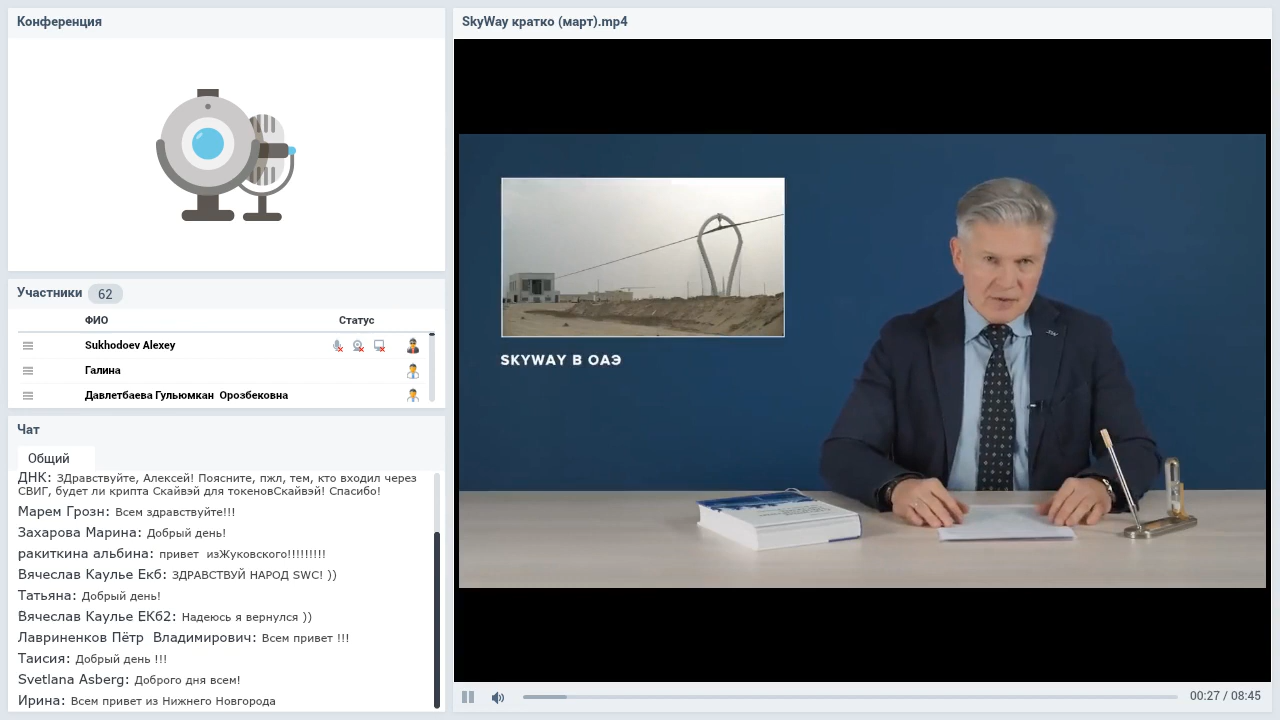 Конференция
SkyWay кратко (март).mp4
SKYWAY В ОАЭ
Участники 62
ФИО Статус
Sukhodoev Alexey
Галина
Давлетбаева Гульюмкан Орозбековна
Чат
Общий
ДНК: ЗДравствуйте, Алексей! Поясните, пжл, тем, кто входил через
СВИГ, будет ли крипта Скайвэй для токеновСкайвэй! Спасибо!
Марем Грозн: Всем здравствуйте!!!
Захарова Марина: Добрый день!
ракиткина альбина: привет изЖуковского!!!!!!!!!
Вячеслав Каулье Екб: ЗДРАВСТВУЙ НАРОД SWC! ))
Татьяна: Добрый день!
Вячеслав Каулье ЕКб2: Надеюсь я вернулся ))
Лавриненков Пётр Владимирович: Всем привет !!!
Таисия: Добрый день !!!
Svetlana Asberg: Доброго дня всем!
Ирина: Всем привет из Нижнего Новгорода
00:27 / 08:45